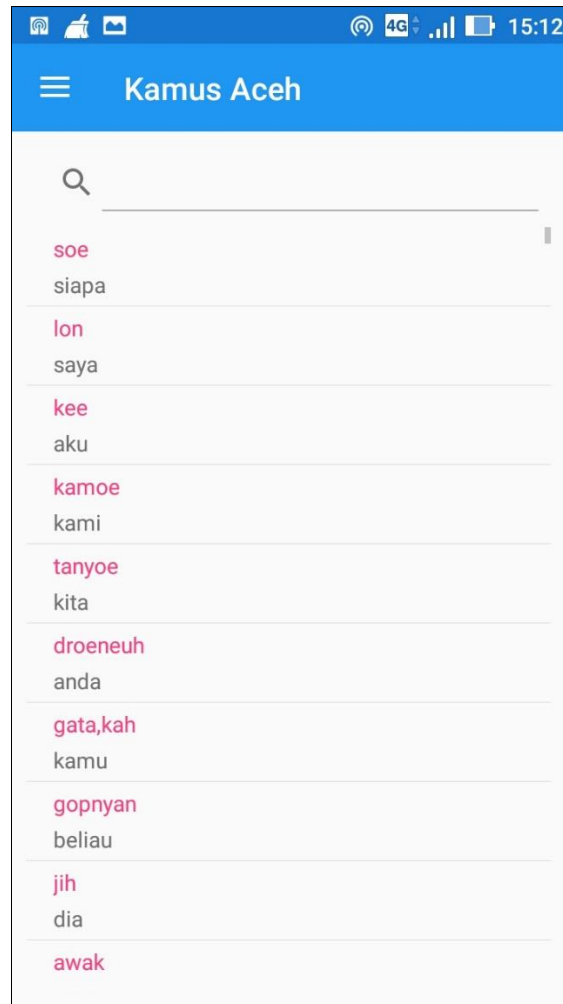 4G 15:12
Kamus Aceh
soe
siapa
lon
saya
kee
aku
kamoe
kami
tanyoe
kita
droeneuh
anda
gata,kah
kamu
gopnyan
beliau
jih
dia
awak